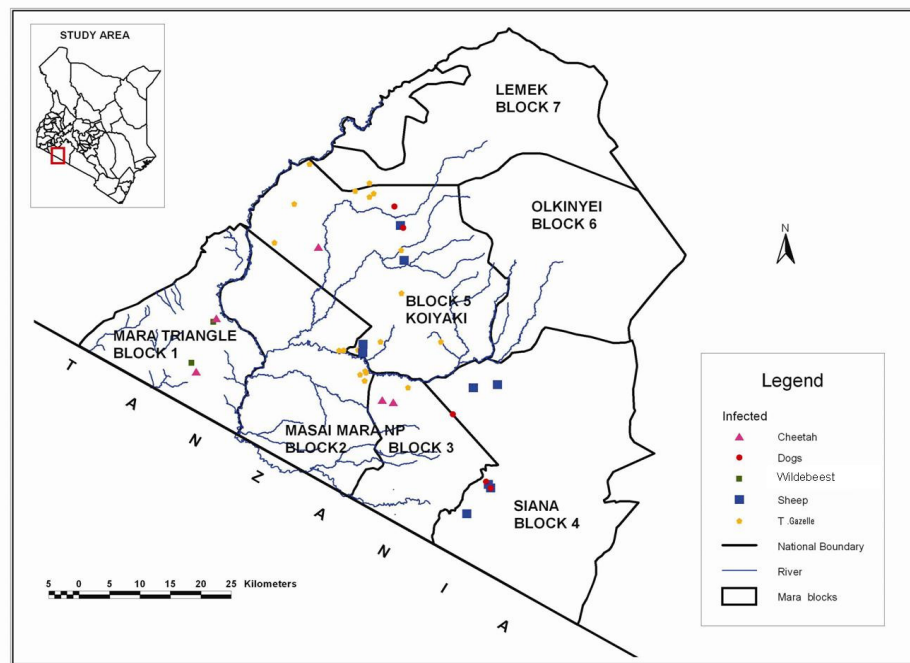 STUDY AREA
LEMEK
BLOCK 7
OLKINYEI
BLOCK 6
N
BLOCK 5
KOIYAKI
MARA TRIANGLE
BLOCK 1
MASAI MARA NP
BLOCK2
BLOCK 3
SIANA
BLOCK 4
T A N Z A N I A
5 0 5 10 15 20 25 Kilometers
Legend
Infected
Cheetah
Dogs
Wildebeest
Sheep
T .Gazelle
National Boundary
River
Mara blocks